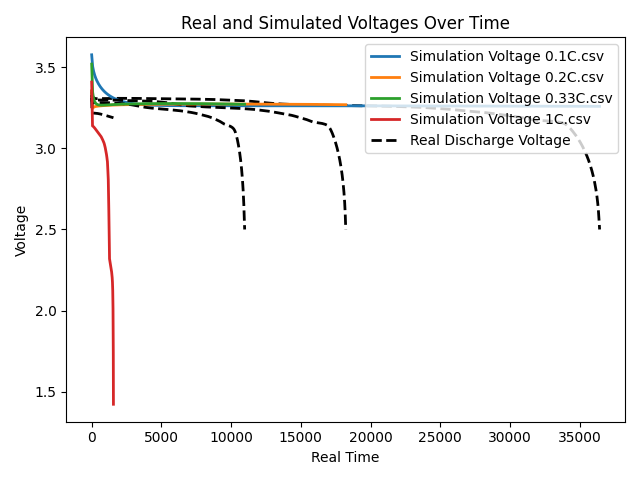 Real and Simulated Voltages Over Time
Simulation Voltage 0.1C.csv
Simulation Voltage 0.2C.csv
Simulation Voltage 0.33C.csv
Simulation Voltage 1C.csv
Real Discharge Voltage
Voltage
3.5
3.0
2.5
2.0
1.5
0 5000 10000 15000 20000 25000 30000 35000
Real Time